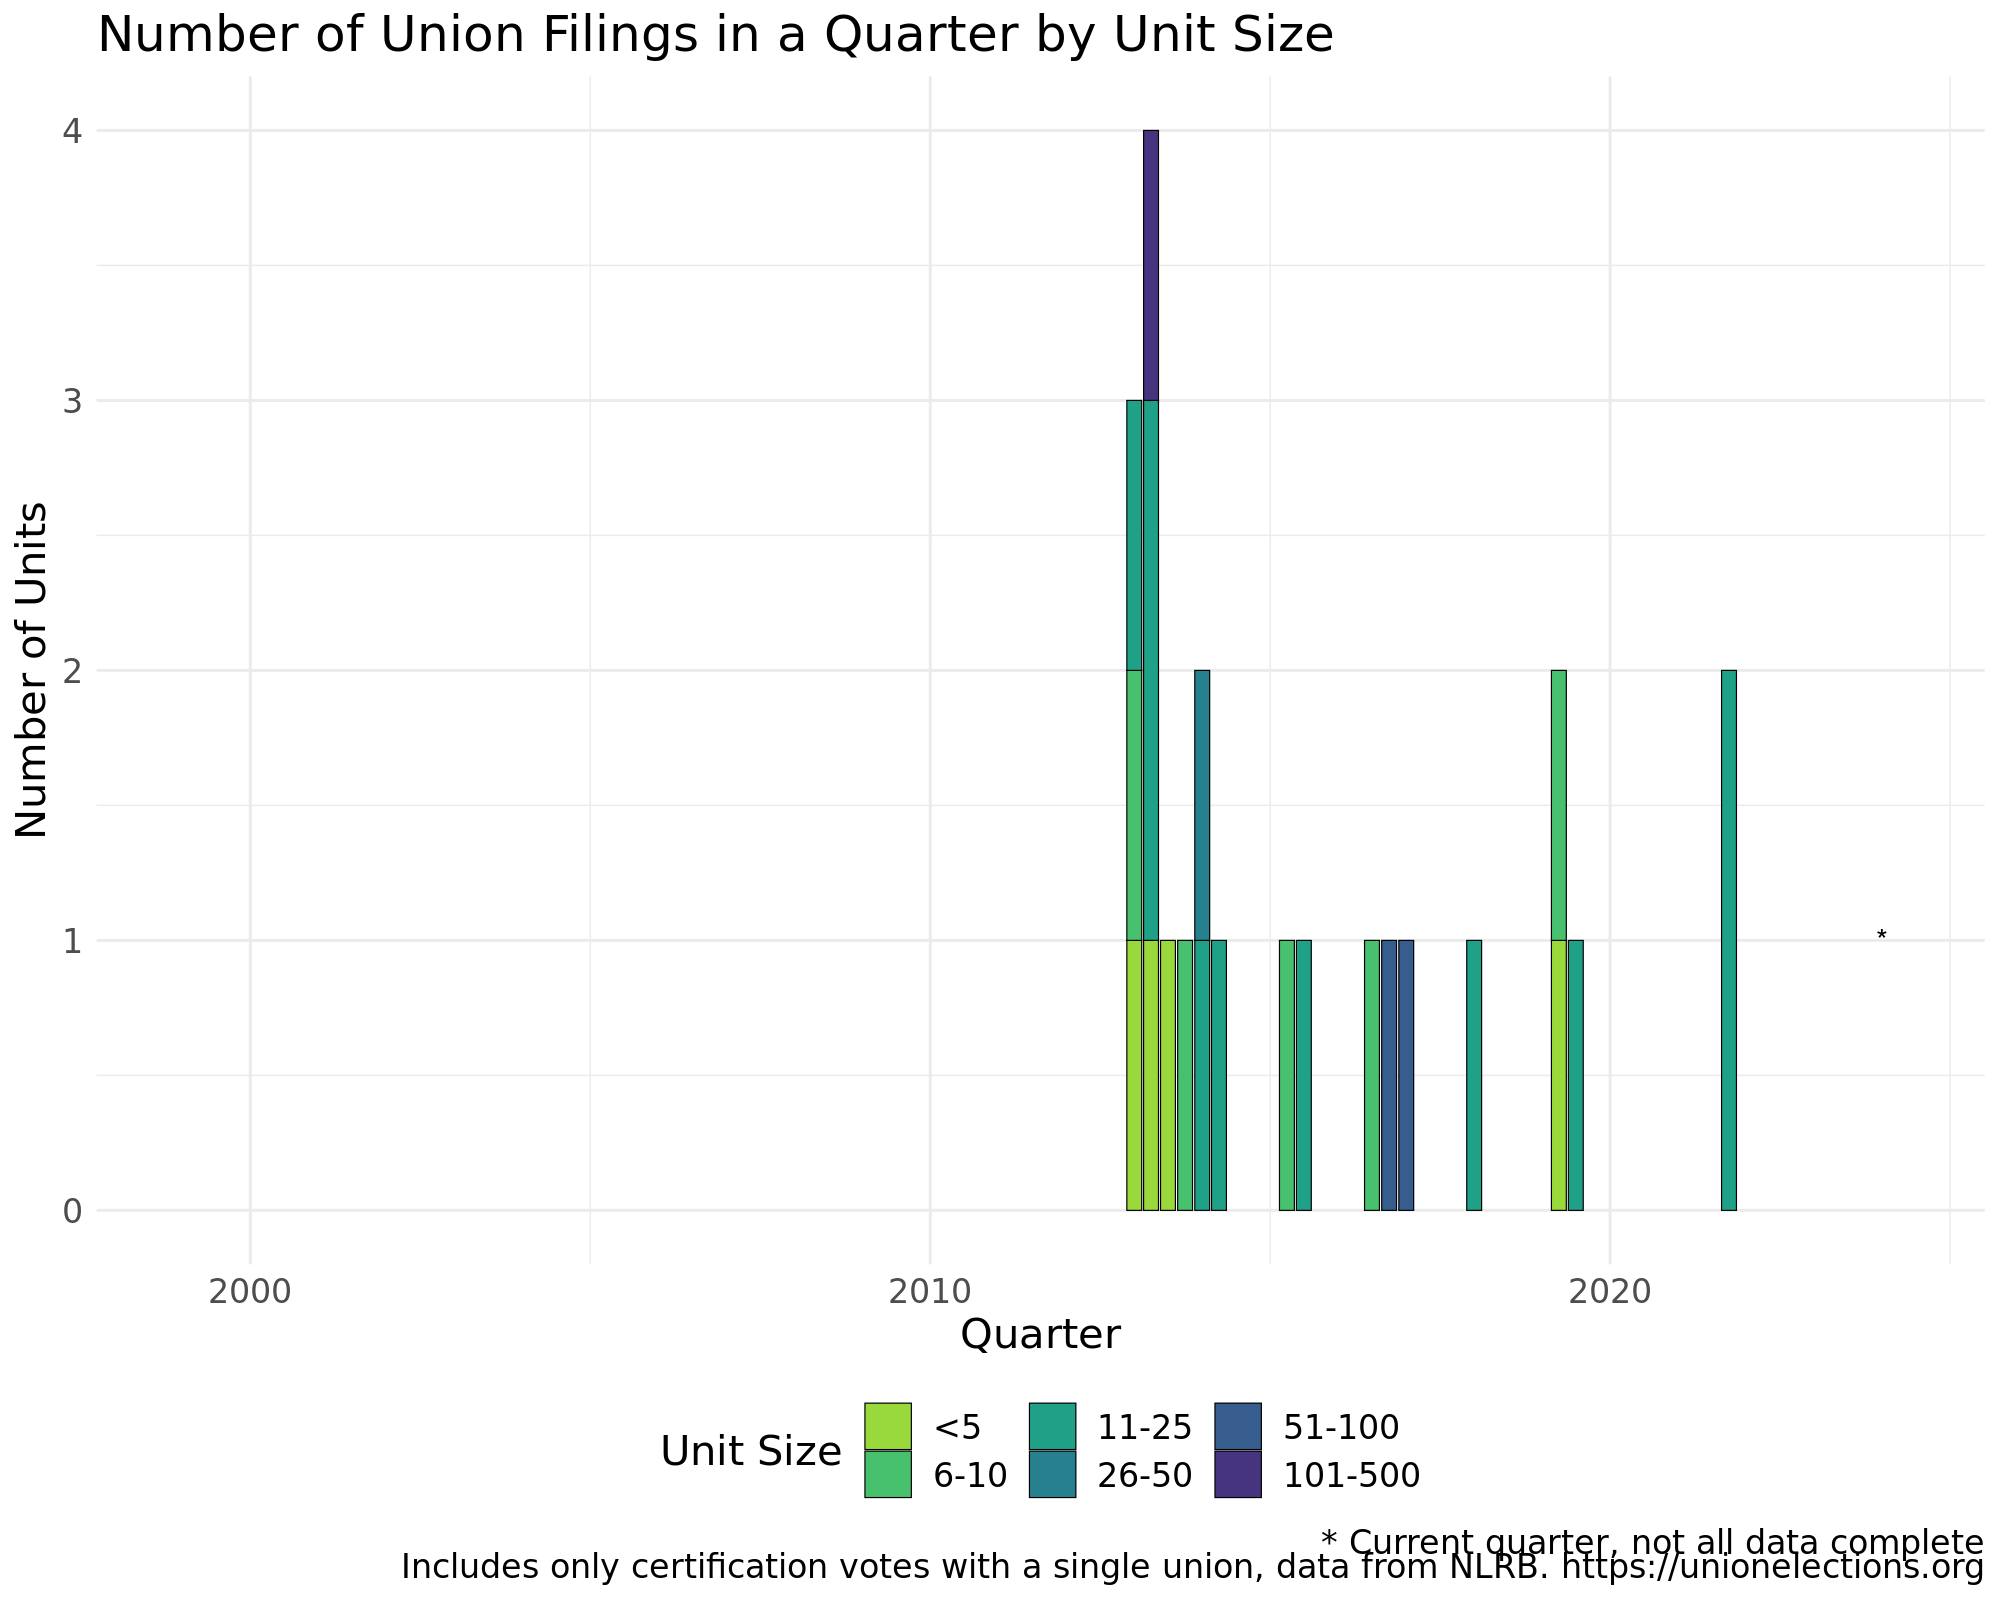 Number of Union Filings in a Quarter by Unit Size
Number of Units
4
3
2
1
0
*
2000 2010 2020
Quarter
Unit Size
<5 11-25 51-100
6-10 26-50 101-500
* Current quarter, not all data complete
Includes only certification votes with a single union, data from NLRB. https://unionelections.org